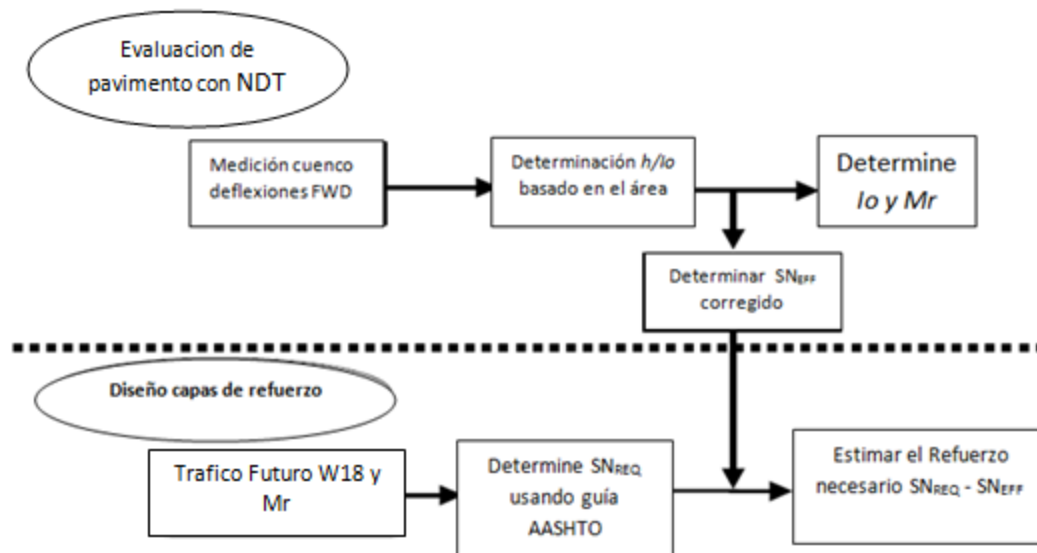 Evaluacion de
pavimento con NDT
Medición cuenco
deflexiones FWD
Determinación h/lo
basado en el área
Determine
lo y Mr
Determinar SNEFF
corregido
Diseño capas de refuerzo
Trafico Futuro W18 y
Mr
Determine SNREQ
usando guía
AASHTO
Estimar el Refuerzo
necesario SNREQ - SNEFF